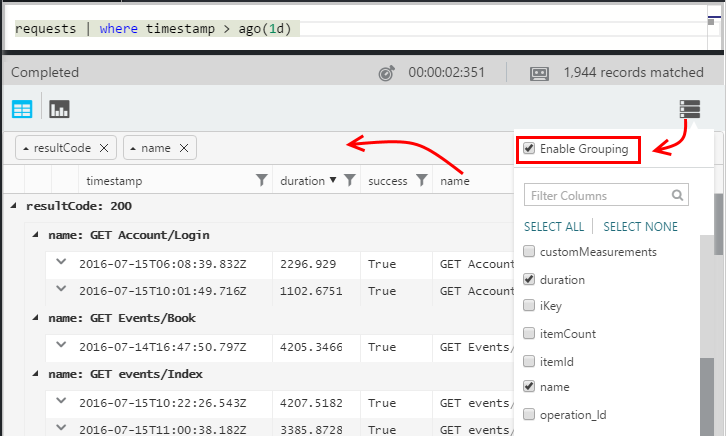 requests | where timestamp > ago(1d)
Completed 00:00:02:351 1,944 records matched
resultCode name
Enable Grouping
timestamp duration success name
Filter Columns
SELECT ALL SELECT NONE
resultCode: 200
name: GET Account/Login
2016-07-15T06:08:39.832Z 2296.929 True GET Account
2016-07-15T10:01:49.716Z 1102.6751 True GET Accoun
name: GET Events/Book
2016-07-14T16:47:50.797Z 4205.3466 True GET Events/
name: GET events/Index
2016-07-15T10:22:26.543Z 4207.5182 True GET events/
2016-07-15T11:00:38.182Z 3385.8728 True GET events/
customMeasurements
duration
iKey
itemCount
itemId
name
operation_Id